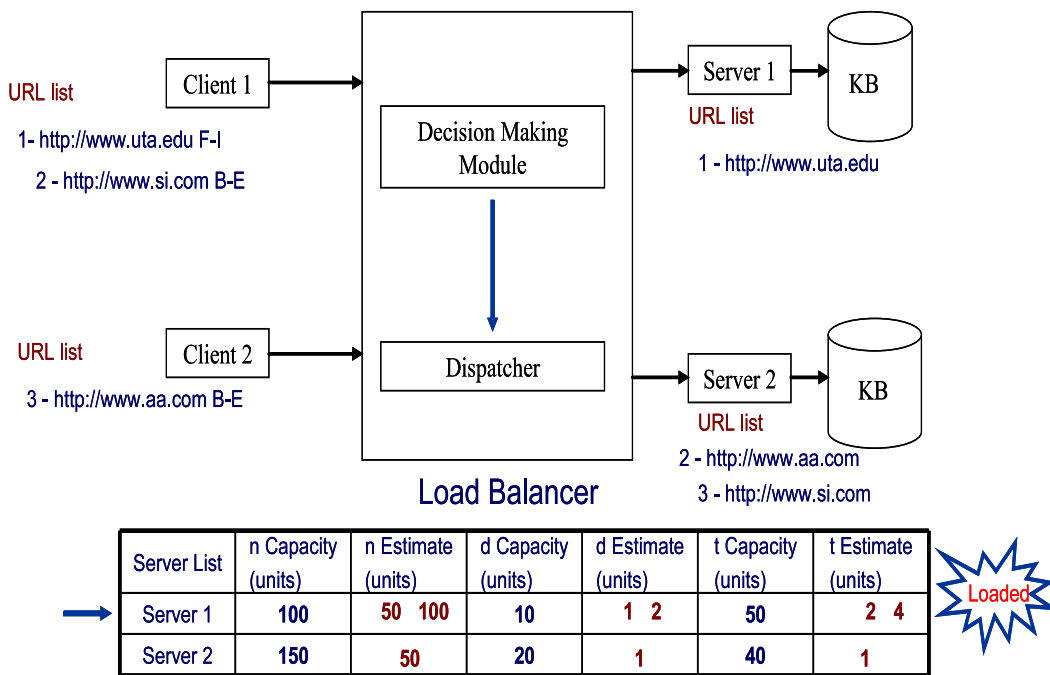 Client 1
URL list
1- http://www.uta.edu F-I
2 - http://www.si.com B-E
Client 2
URL list
3 - http://www.aa.com B-E
Decision Making
Module
Dispatcher
Load Balancer
Server 1
KB
URL list
1 - http://www.uta.edu
Server 2
KB
URL list
2 - http://www.aa.com
3 - http://www.si.com
Server List
n Capacity
(units)
n Estimate
(units)
d Capacity
(units)
d Estimate
(units)
t Capacity
(units)
t Estimate
(units)
Server 1 100 50 100 10 1 2 50 2 4
Server 2 150 50 20 1 40 1
Loaded